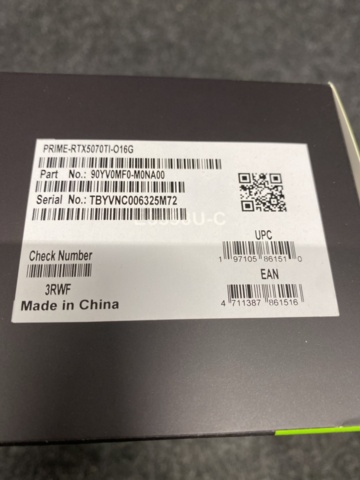 PRIME-RTX5070TI-O16G
Part No.: 90YV0MF0-M0NA00
Serial No.: TBYVNC006325M72
UPC
1 97105 86151 0
EAN
4 711387 861516
Check Number
3RWF
Made in China